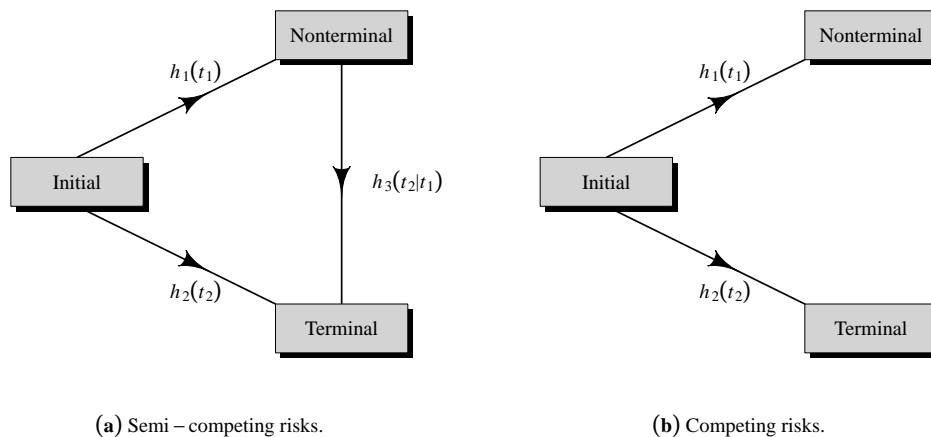 Nonterminal
h1(t1)
Initial
h3(t2|t1)
h2(t2)
Terminal
(a) Semi – competing risks.
Nonterminal
h1(t1)
Initial
h2(t2)
Terminal
(b) Competing risks.